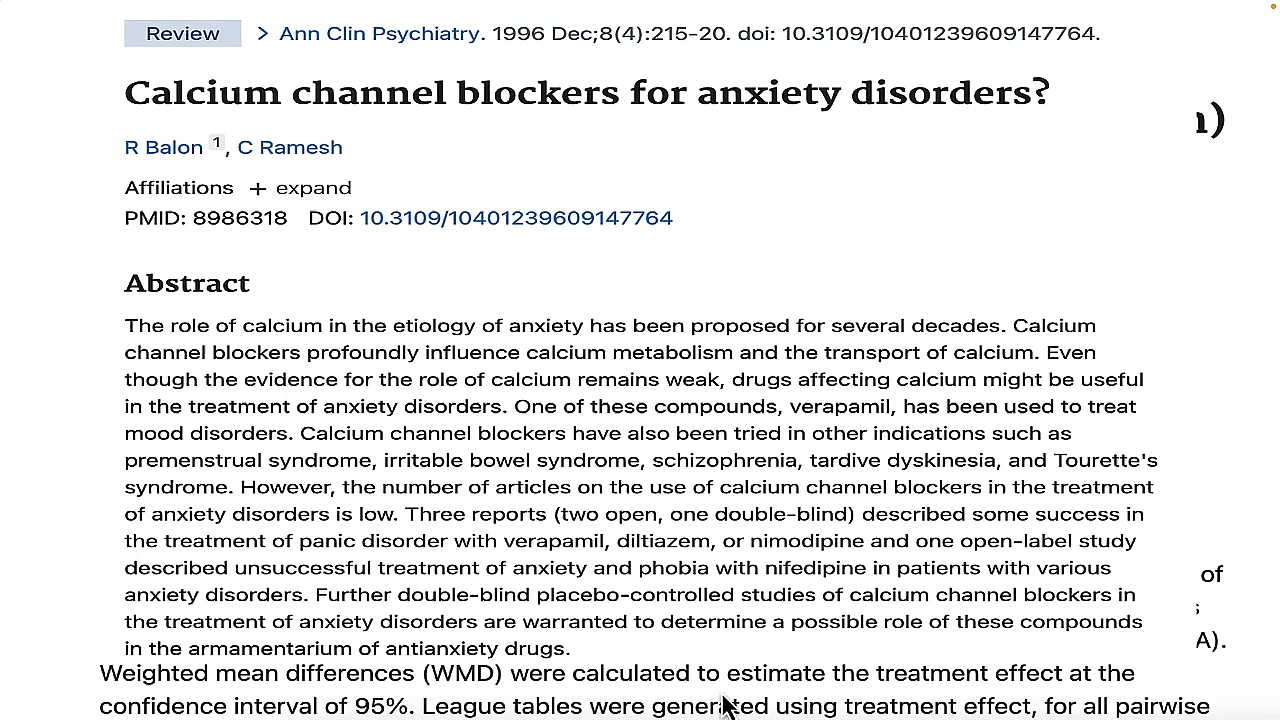 Review > Ann Clin Psychiatry. 1996 Dec;8(4):215-20. doi: 10.3109/10401239609147764.
Calcium channel blockers for anxiety disorders?
)
R Balon 1, C Ramesh
Affiliations + expand
PMID: 8986318 DOI: 10.3109/10401239609147764
Abstract
The role of calcium in the etiology of anxiety has been proposed for several decades. Calcium
channel blockers profoundly influence calcium metabolism and the transport of calcium. Even
though the evidence for the role of calcium remains weak, drugs affecting calcium might be useful
in the treatment of anxiety disorders. One of these compounds, verapamil, has been used to treat
mood disorders. Calcium channel blockers have also been tried in other indications such as
premenstrual syndrome, irritable bowel syndrome, schizophrenia, tardive dyskinesia, and Tourette's
syndrome. However, the number of articles on the use of calcium channel blockers in the treatment
of anxiety disorders is low. Three reports (two open, one double-blind) described some success in
the treatment of panic disorder with verapamil, diltiazem, or nimodipine and one open-label study
described unsuccessful treatment of anxiety and phobia with nifedipine in patients with various
anxiety disorders. Further double-blind placebo-controlled studies of calcium channel blockers in
the treatment of anxiety disorders are warranted to determine a possible role of these compounds
in the armamentarium of antianxiety drugs.
of
A).
Weighted mean differences (WMD) were calculated to estimate the treatment effect at the
confidence interval of 95%. League tables were generated using treatment effect, for all pairwise